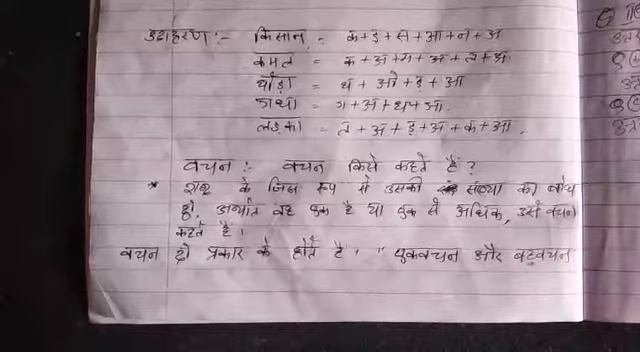 उदाहरण :- किसान = क+इ+स+आ+न+अ
कमल = क+अ+म+अ+ल+अ
घोड़ा = घ+ओ+ड़+आ
गधा = ग+अ+ध+आ
लड़का = ल+अ+ड़+अ+क+आ
वचन :- वचन किसे कहते हैं?
* शब्द के जिस रूप से उसकी संख्या का बोध
हो, अर्थात वह एक है या एक से अधिक, उसे वचन
कहते हैं।
वचन दो प्रकार के होते हैं। " एकवचन और बहुवचन